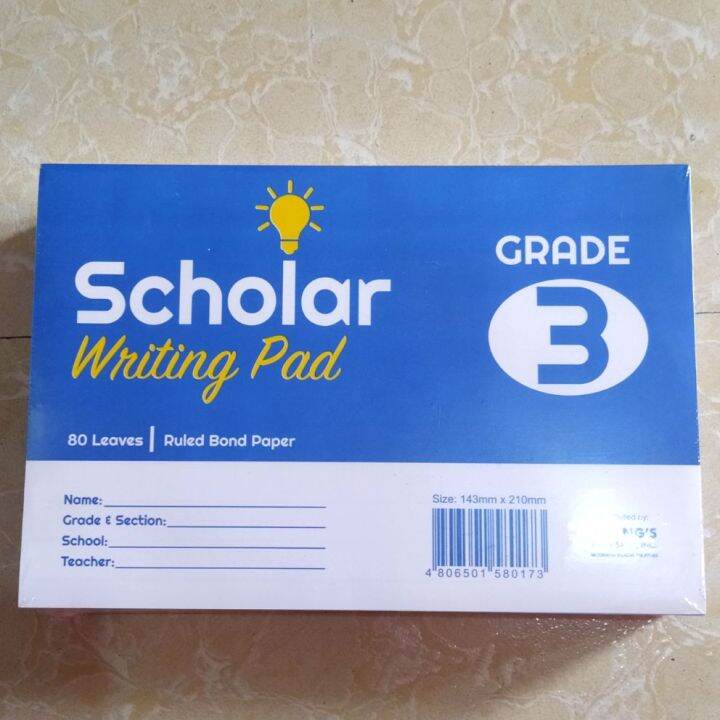 Scholar
Writing Pad
GRADE
3
80 Leaves | Ruled Bond Paper
Name:
Grade & Section:
School:
Teacher:
Size: 143mm x 210mm
4 806501 580173
by: